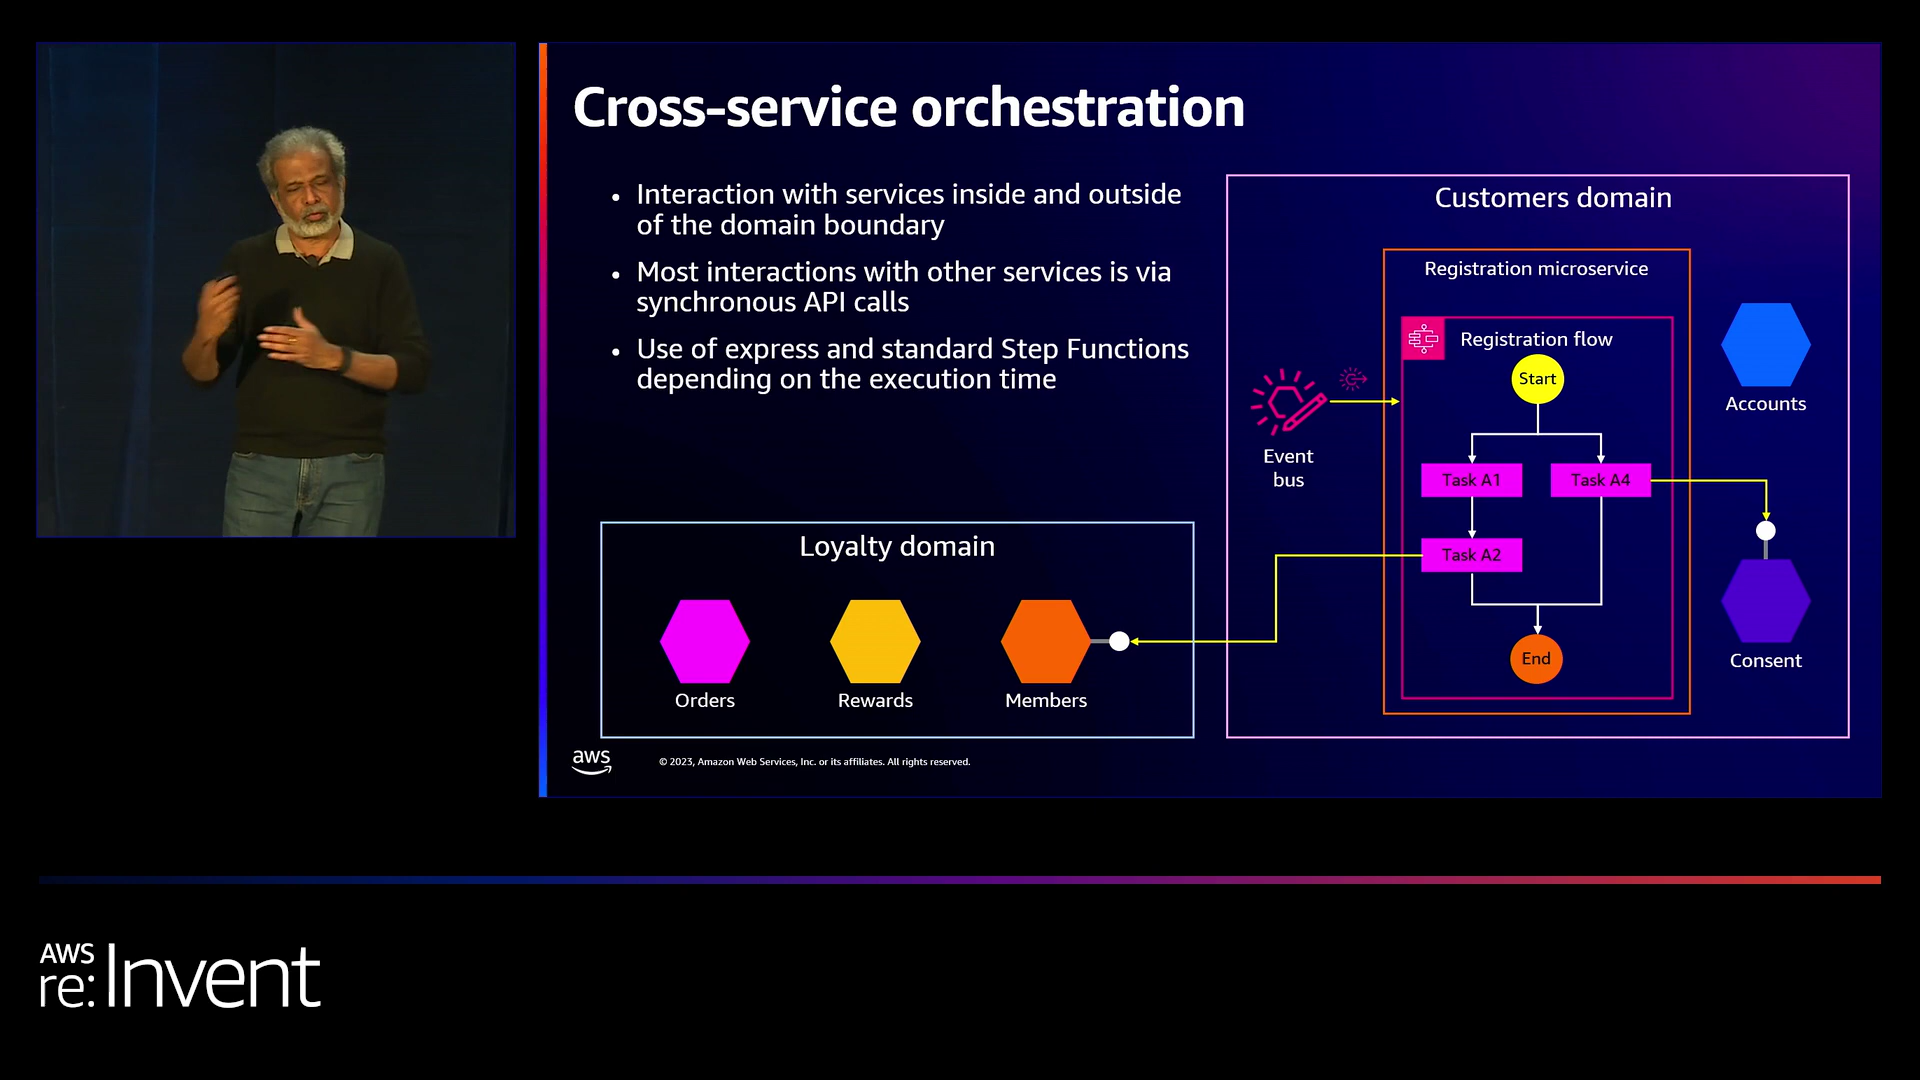 Cross-service orchestration
• Interaction with services inside and outside
of the domain boundary
• Most interactions with other services is via
synchronous API calls
• Use of express and standard Step Functions
depending on the execution time
Customers domain
Registration microservice
Registration flow
Start
Accounts
Event
bus
Task A1
Task A4
Task A2
End
Consent
Loyalty domain
Orders
Rewards
Members
aws
© 2023, Amazon Web Services, Inc. or its affiliates. All rights reserved.
AWS
re:Invent